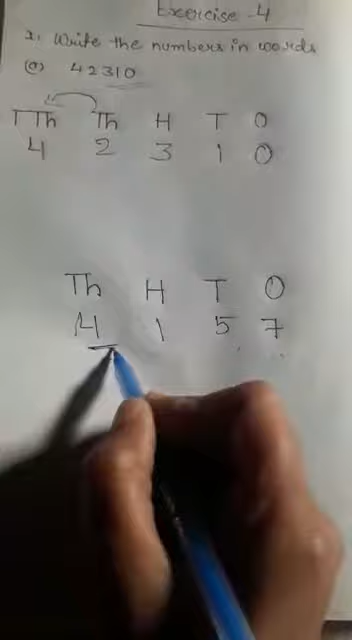 Exercise-4
1. Write the numbers in words
(a) 42310
TTh Th H T O
4 2 3 1 0
Th H T O
4 1 5 7